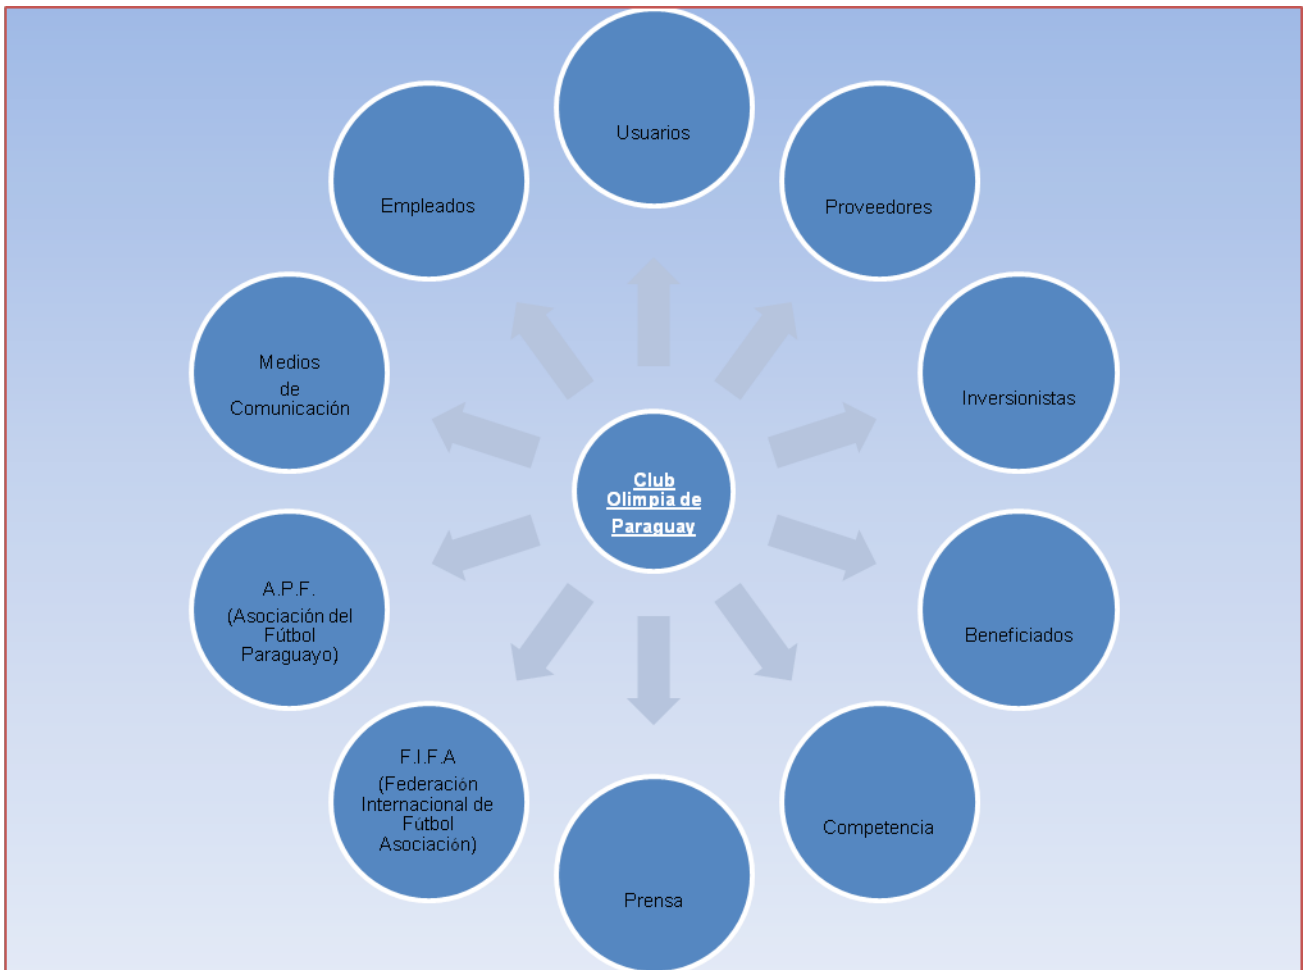 Usuarios
Proveedores
Inversionistas
Beneficiados
Competencia
Prensa
F.I.F.A
(Federación
Internacional de
Fútbol
Asociación)
A.P.F.
(Asociación del
Fútbol
Paraguayo)
Medios
de
Comunicación
Empleados
Club
Olimpia de
Paraguay